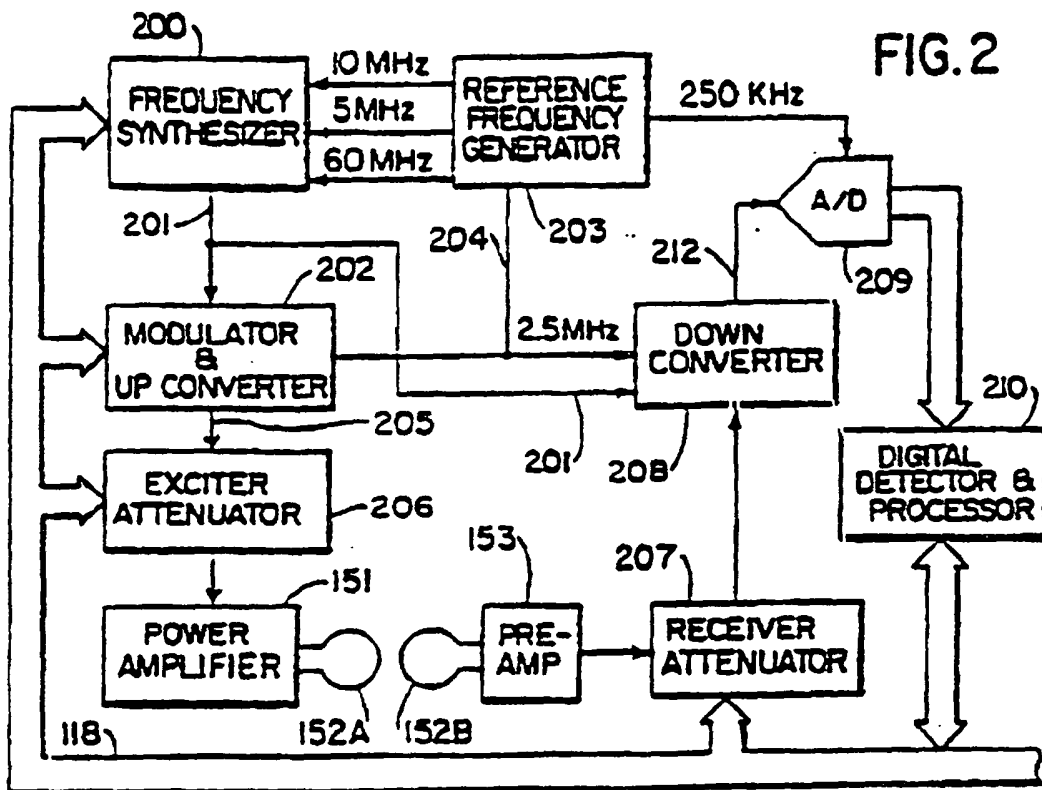 FIG. 2
200
10 MHz
5 MHz
60 MHz
250 KHz
FREQUENCY
SYNTHESIZER
REFERENCE
FREQUENCY
GENERATOR
A/D
201
204
203
212
209
202
MODULATOR
&
UP CONVERTER
2.5 MHz
DOWN
CONVERTER
205
201
208
210
EXCITER
ATTENUATOR
206
DIGITAL
DETECTOR &
PROCESSOR
151
153
207
POWER
AMPLIFIER
PRE-
AMP
RECEIVER
ATTENUATOR
118
152A
152B